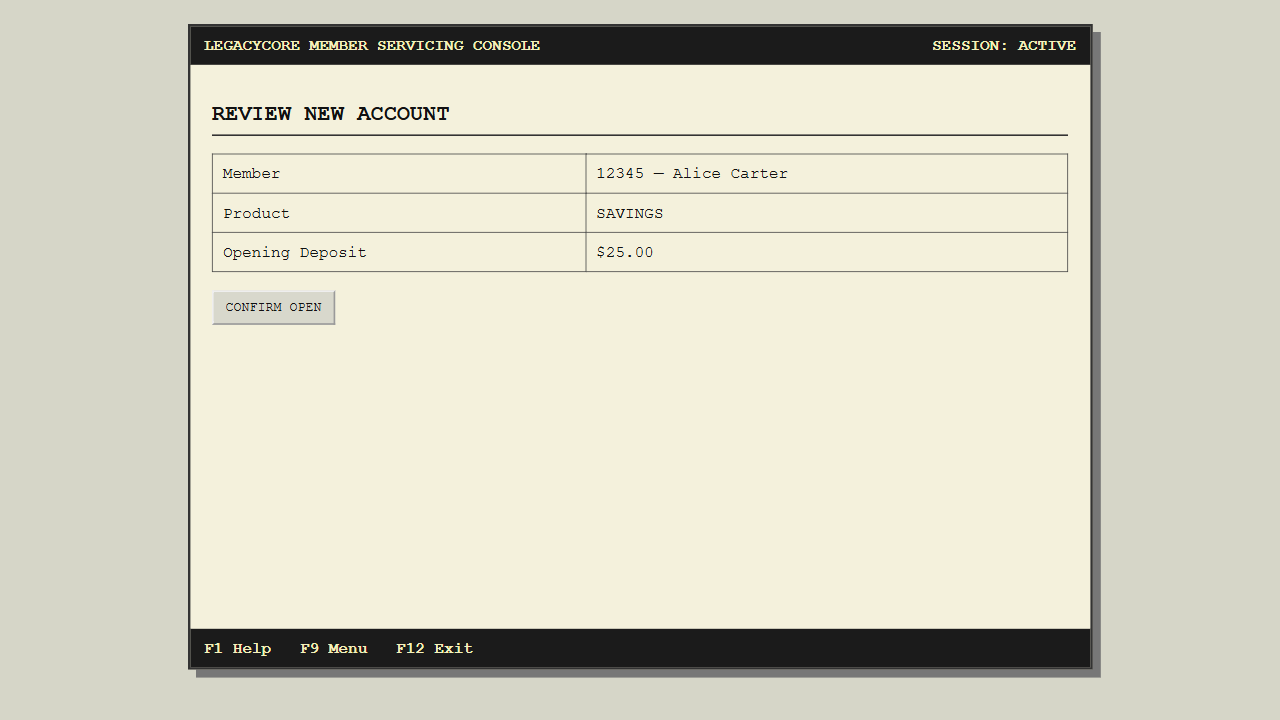 LEGACYCORE MEMBER SERVICING CONSOLE SESSION: ACTIVE
REVIEW NEW ACCOUNT
Member 12345 — Alice Carter
Product SAVINGS
Opening Deposit $25.00
CONFIRM OPEN
F1 Help F9 Menu F12 Exit